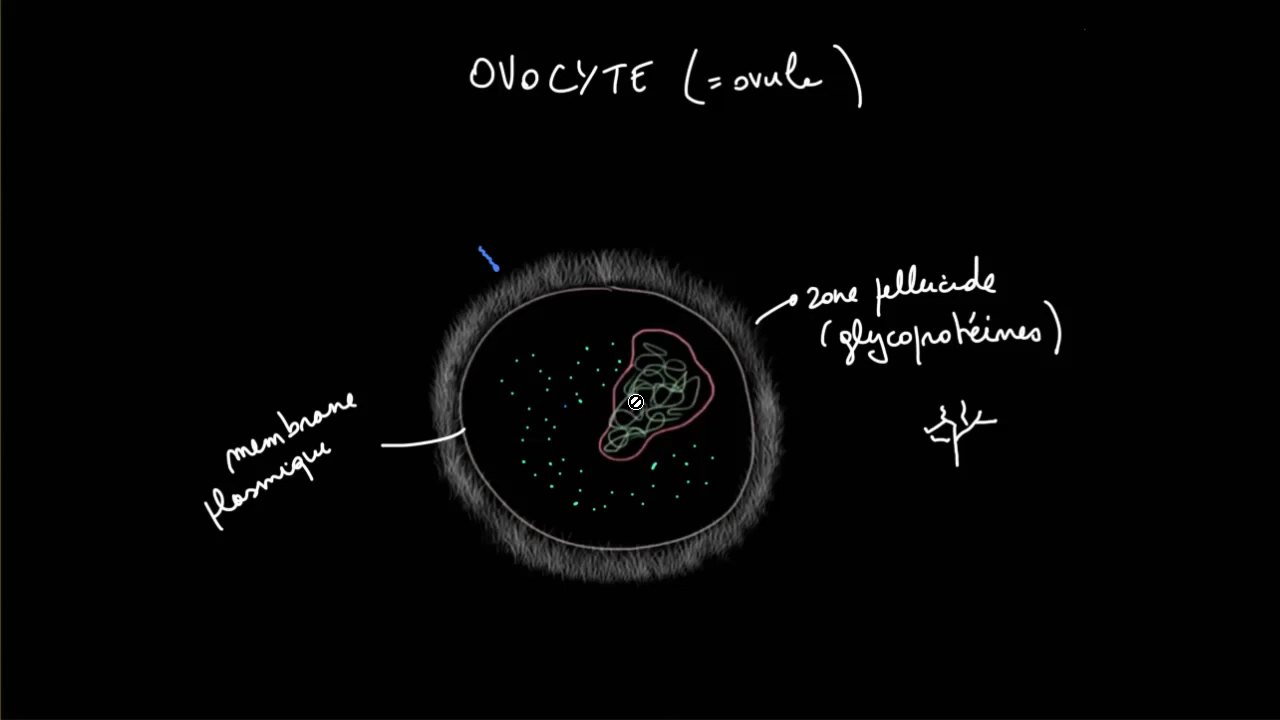 OVOCYTE (= ovule)
zone pellucide
(glycoprotéines)
membrane
plasmique